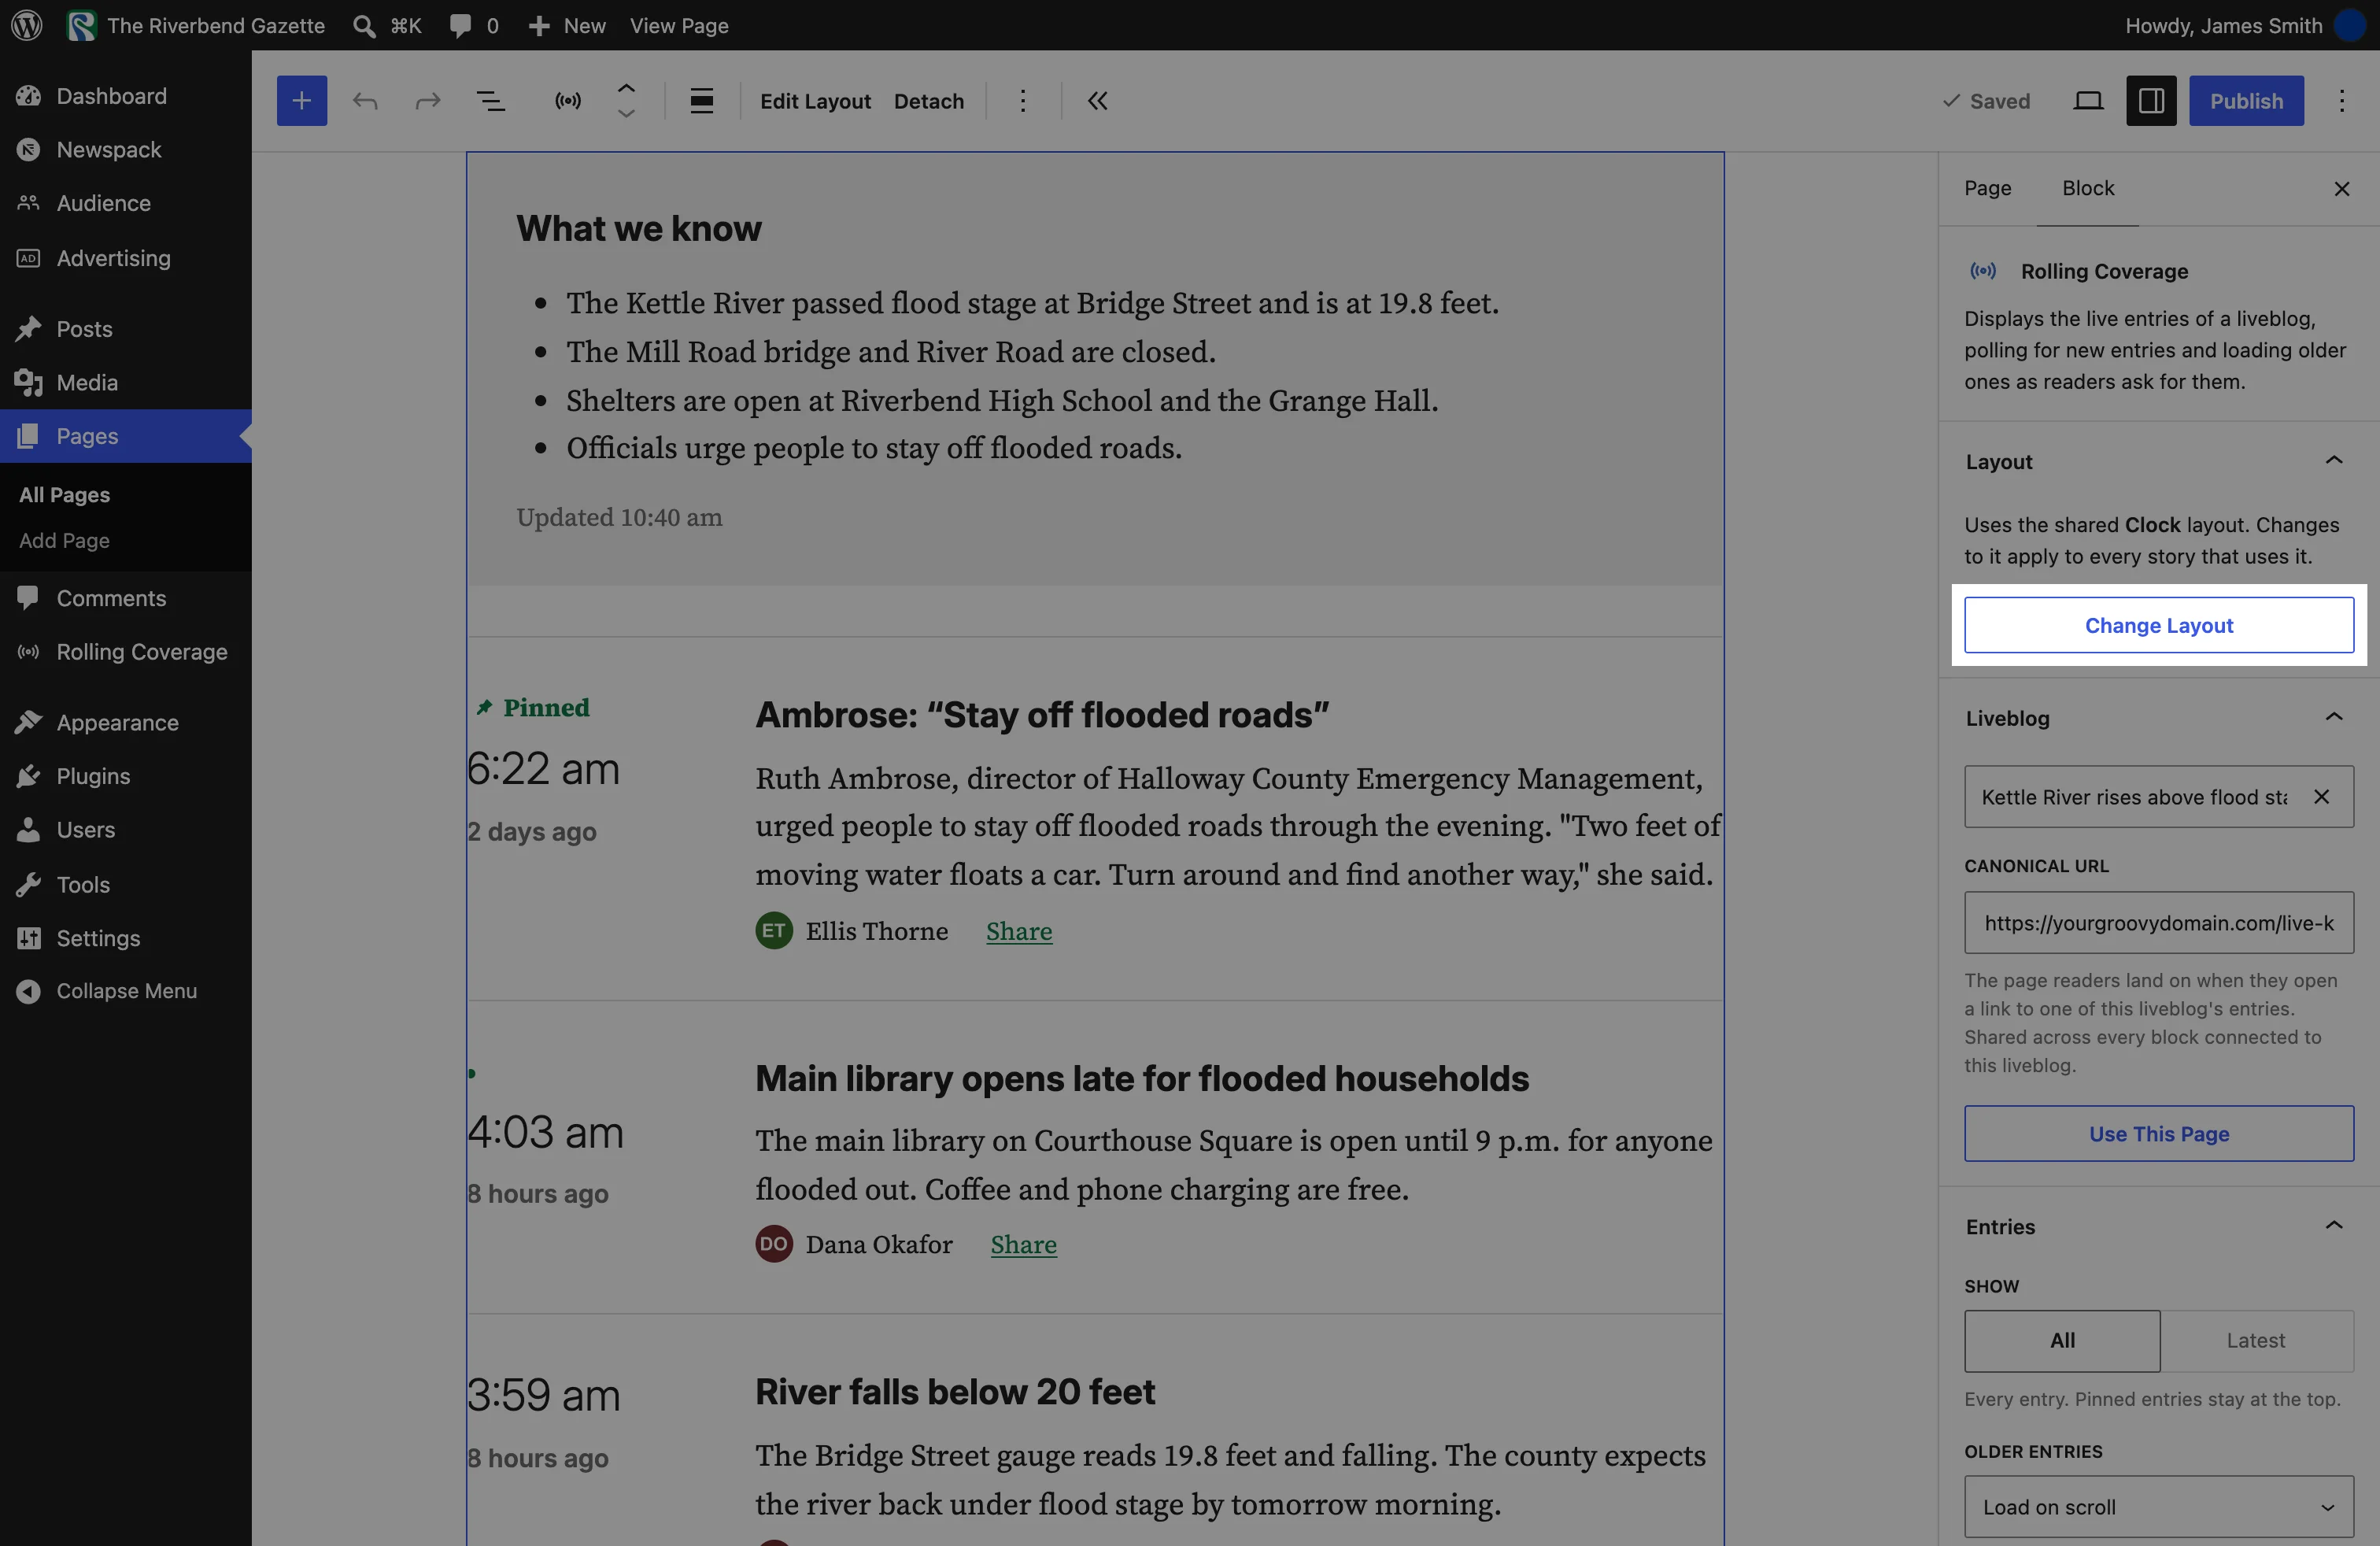 The Riverbend Gazette ⌘K 0 New View Page Howdy, James Smith
Dashboard
Newspack
Audience
AD Advertising
Posts
Media
Pages
All Pages
Add Page
Comments
Rolling Coverage
Appearance
Plugins
Users
Tools
Settings
Collapse Menu
Edit Layout Detach Saved Publish
What we know
• The Kettle River passed flood stage at Bridge Street and is at 19.8 feet.
• The Mill Road bridge and River Road are closed.
• Shelters are open at Riverbend High School and the Grange Hall.
• Officials urge people to stay off flooded roads.
Updated 10:40 am
Pinned
6:22 am
2 days ago
Ambrose: “Stay off flooded roads”
Ruth Ambrose, director of Halloway County Emergency Management,
urged people to stay off flooded roads through the evening. "Two feet of
moving water floats a car. Turn around and find another way," she said.
ET Ellis Thorne Share
4:03 am
8 hours ago
Main library opens late for flooded households
The main library on Courthouse Square is open until 9 p.m. for anyone
flooded out. Coffee and phone charging are free.
DO Dana Okafor Share
3:59 am
8 hours ago
River falls below 20 feet
The Bridge Street gauge reads 19.8 feet and falling. The county expects
the river back under flood stage by tomorrow morning.
Page Block
Rolling Coverage
Displays the live entries of a liveblog,
polling for new entries and loading older
ones as readers ask for them.
Layout
Uses the shared Clock layout. Changes
to it apply to every story that uses it.
Change Layout
Liveblog
Kettle River rises above flood sta
CANONICAL URL
https://yourgroovydomain.com/live-k
The page readers land on when they open
a link to one of this liveblog's entries.
Shared across every block connected to
this liveblog.
Use This Page
Entries
SHOW
All Latest
Every entry. Pinned entries stay at the top.
OLDER ENTRIES
Load on scroll